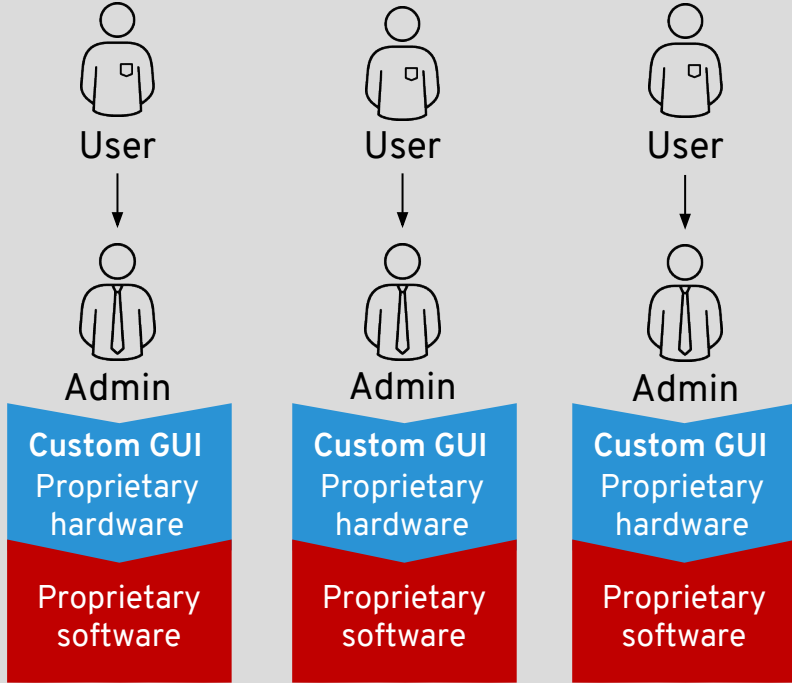 User
User
User
Admin
Admin
Admin
Custom GUI
Proprietary
hardware
Custom GUI
Proprietary
hardware
Custom GUI
Proprietary
hardware
Proprietary
software
Proprietary
software
Proprietary
software